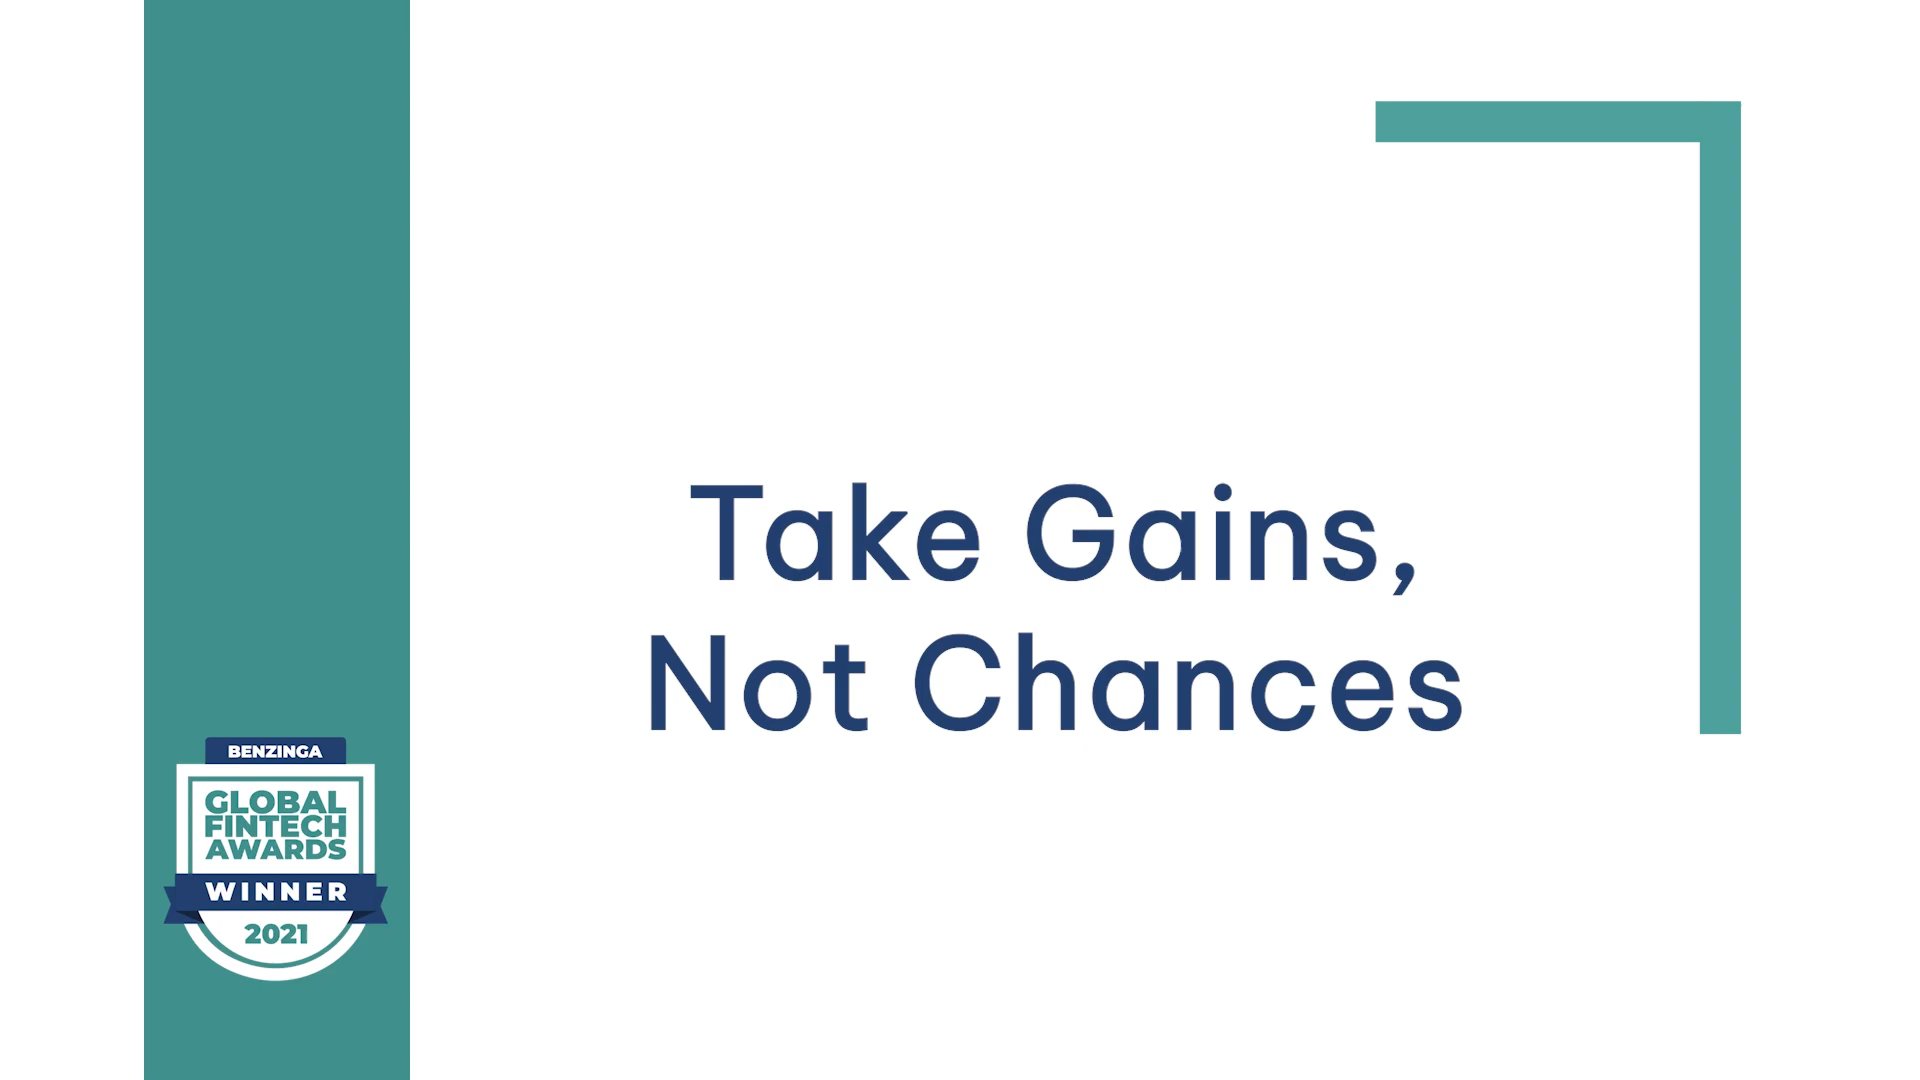 Take Gains,
Not Chances
BENZINGA
GLOBAL
FINTECH
AWARDS
WINNER
2021